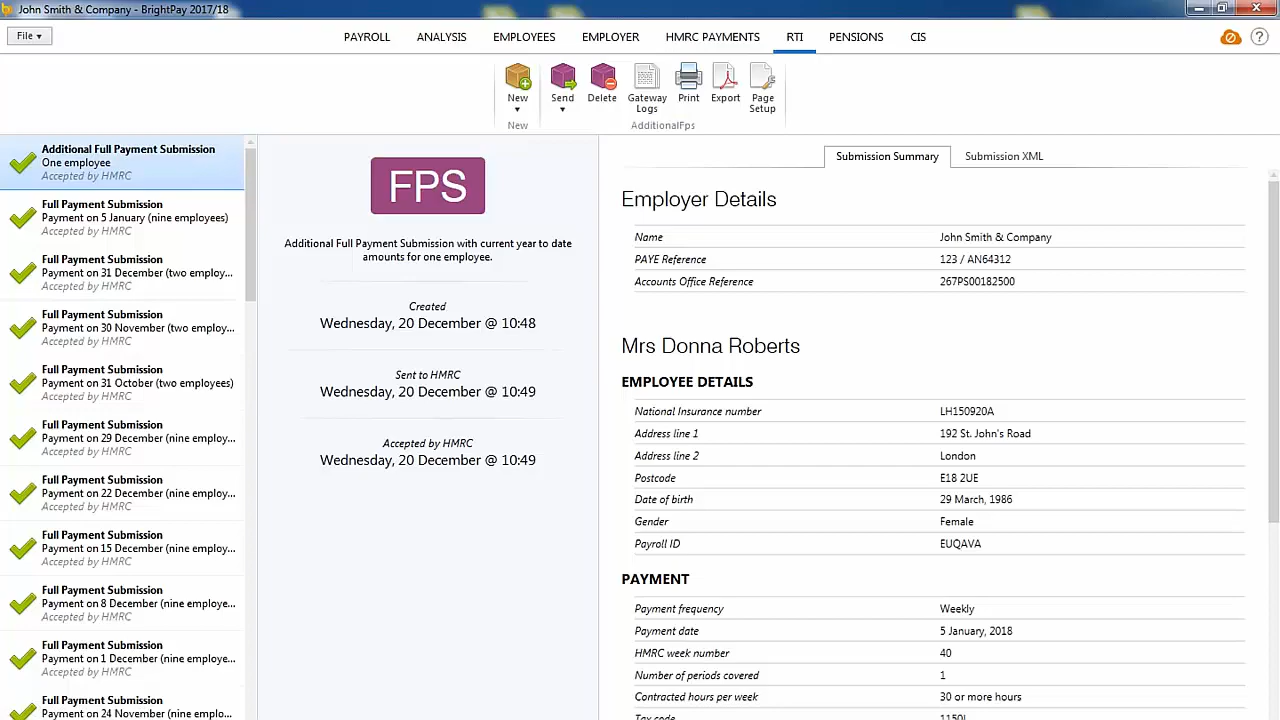 John Smith & Company - BrightPay 2017/18
File
PAYROLL
ANALYSIS
EMPLOYEES
EMPLOYER
HMRC PAYMENTS
RTI
PENSIONS
CIS
New
Send
Delete
Gateway
Logs
Print
Export
Page
Setup
New
AdditionalFps
Additional Full Payment Submission
One employee
Accepted by HMRC
Full Payment Submission
Payment on 5 January (nine employees)
Accepted by HMRC
Full Payment Submission
Payment on 31 December (two employ...
Accepted by HMRC
Full Payment Submission
Payment on 30 November (two employ...
Accepted by HMRC
Full Payment Submission
Payment on 31 October (two employees)
Accepted by HMRC
Full Payment Submission
Payment on 29 December (nine employ...
Accepted by HMRC
Full Payment Submission
Payment on 22 December (nine employ...
Accepted by HMRC
Full Payment Submission
Payment on 15 December (nine employ...
Accepted by HMRC
Full Payment Submission
Payment on 8 December (nine employe...
Accepted by HMRC
Full Payment Submission
Payment on 1 December (nine employe...
Accepted by HMRC
Full Payment Submission
Payment on 24 November (nine emplo...
FPS
Additional Full Payment Submission with current year to date
amounts for one employee.
Created
Wednesday, 20 December @ 10:48
Sent to HMRC
Wednesday, 20 December @ 10:49
Accepted by HMRC
Wednesday, 20 December @ 10:49
Submission Summary
Submission XML
Employer Details
Name John Smith & Company
PAYE Reference 123 / AN64312
Accounts Office Reference 267PS00182500
Mrs Donna Roberts
EMPLOYEE DETAILS
National Insurance number LH150920A
Address line 1 192 St. John's Road
Address line 2 London
Postcode E18 2UE
Date of birth 29 March, 1986
Gender Female
Payroll ID EUQAVA
PAYMENT
Payment frequency Weekly
Payment date 5 January, 2018
HMRC week number 40
Number of periods covered 1
Contracted hours per week 30 or more hours
Tax code 1150L